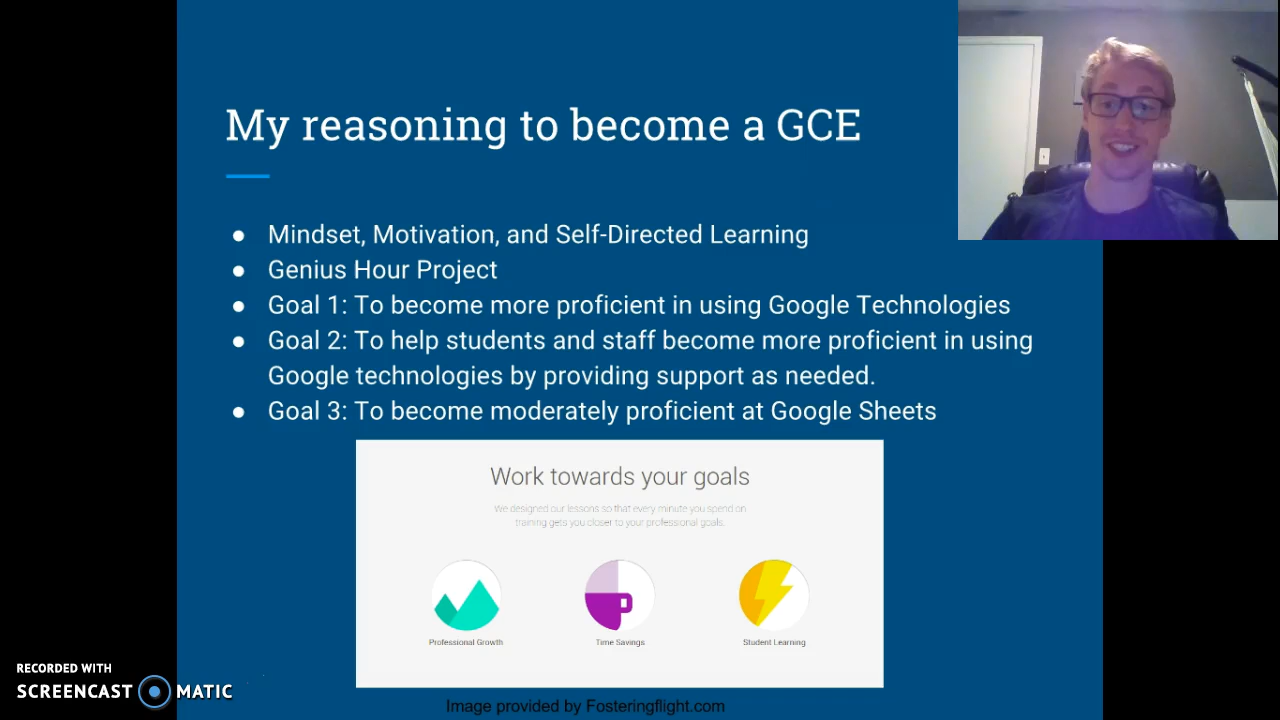 My reasoning to become a GCE
● Mindset, Motivation, and Self-Directed Learning
● Genius Hour Project
● Goal 1: To become more proficient in using Google Technologies
● Goal 2: To help students and staff become more proficient in using
Google technologies by providing support as needed.
● Goal 3: To become moderately proficient at Google Sheets
Work towards your goals
We designed our lessons so that every minute you spend on
training gets you closer to your professional goals.
Professional Growth
Time Savings
Student Learning
Image provided by Fosteringflight.com
RECORDED WITH
SCREENCAST MATIC